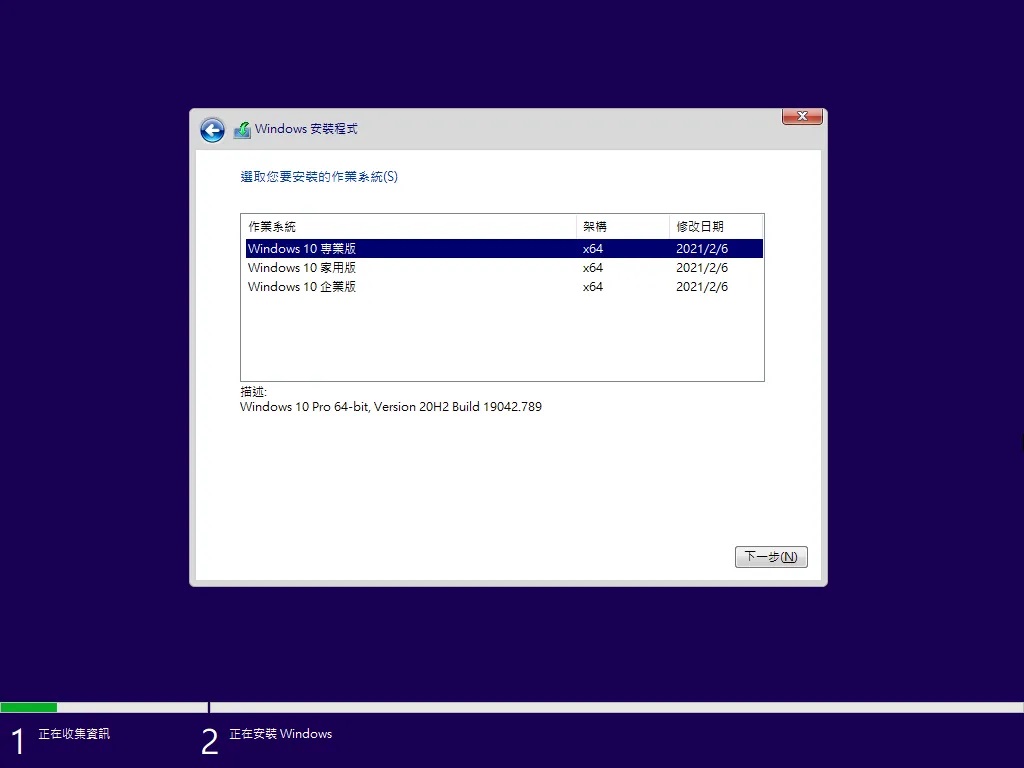 Windows 安裝程式
選取您要安裝的作業系統(S)
作業系統 架構 修改日期
Windows 10 專業版 x64 2021/2/6
Windows 10 家用版 x64 2021/2/6
Windows 10 企業版 x64 2021/2/6
描述:
Windows 10 Pro 64-bit, Version 20H2 Build 19042.789
下一步(N)
1 正在收集資訊 2 正在安裝 Windows